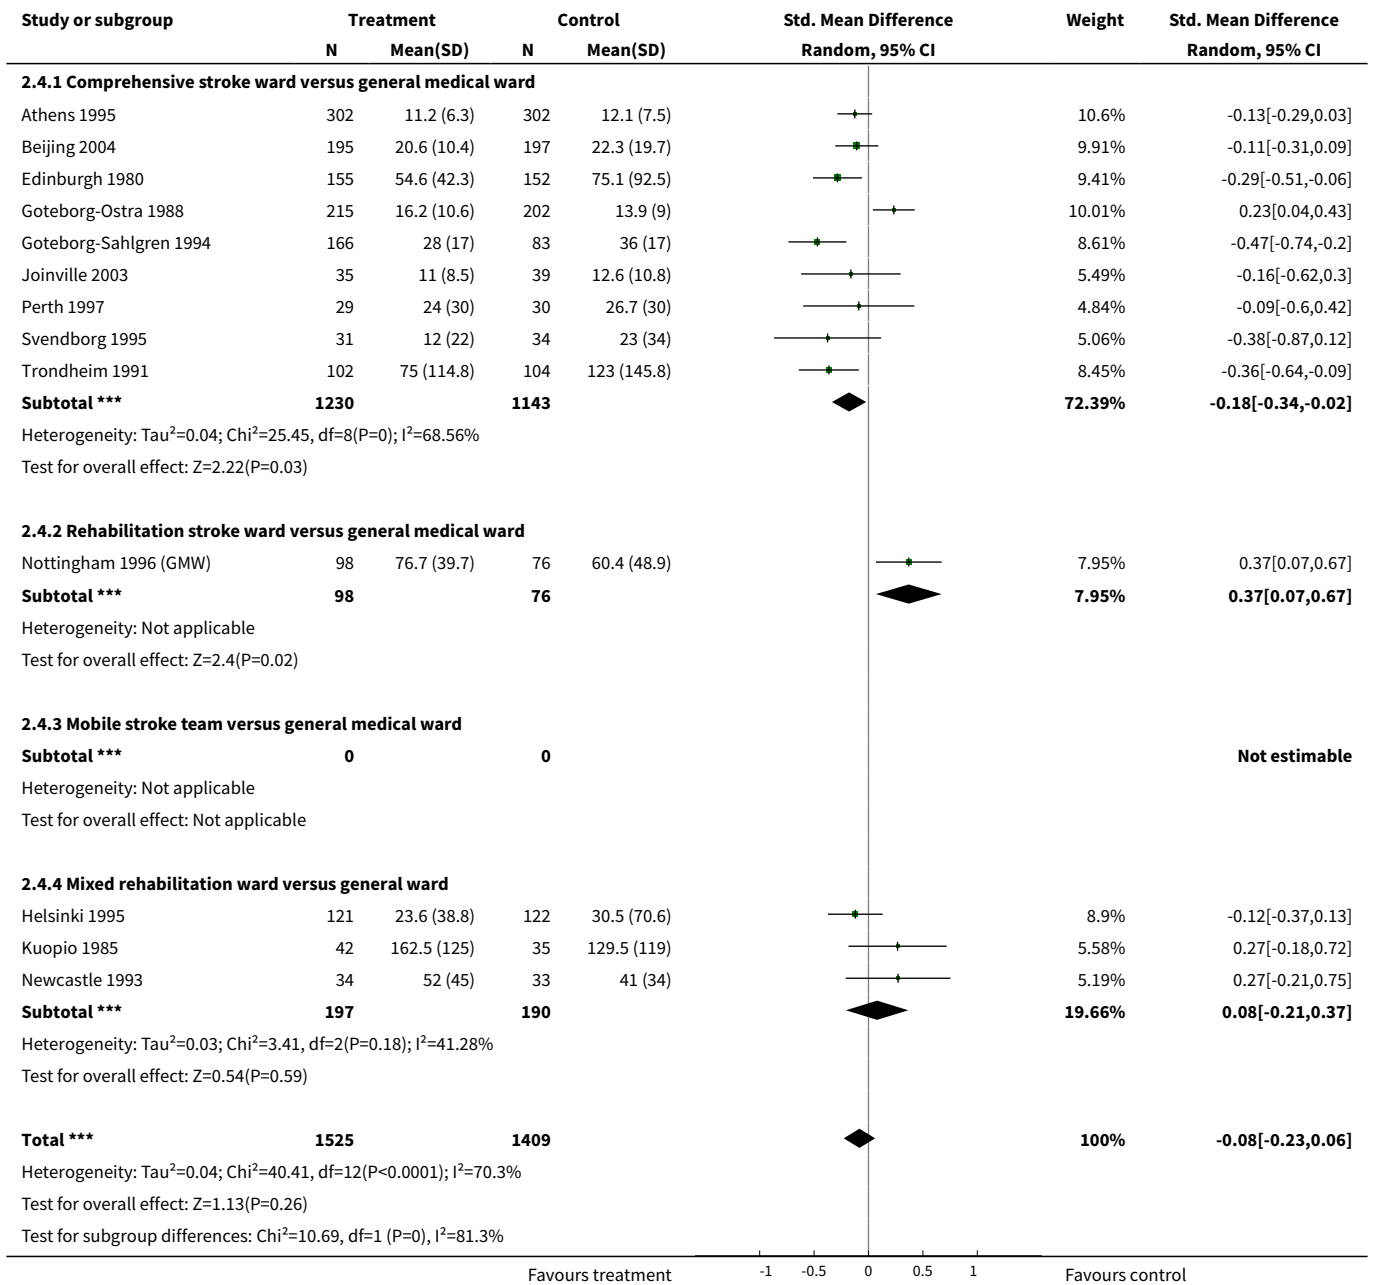 Study or subgroup Treatment Control Std. Mean Difference Weight Std. Mean Difference
N Mean(SD) N Mean(SD) Random, 95% CI Random, 95% CI
2.4.1 Comprehensive stroke ward versus general medical ward
Athens 1995 302 11.2 (6.3) 302 12.1 (7.5) 10.6% -0.13[-0.29,0.03]
Beijing 2004 195 20.6 (10.4) 197 22.3 (19.7) 9.91% -0.11[-0.31,0.09]
Edinburgh 1980 155 54.6 (42.3) 152 75.1 (92.5) 9.41% -0.29[-0.51,-0.06]
Goteborg-Ostra 1988 215 16.2 (10.6) 202 13.9 (9) 10.01% 0.23[0.04,0.43]
Goteborg-Sahlgren 1994 166 28 (17) 83 36 (17) 8.61% -0.47[-0.74,-0.2]
Joinville 2003 35 11 (8.5) 39 12.6 (10.8) 5.49% -0.16[-0.62,0.3]
Perth 1997 29 24 (30) 30 26.7 (30) 4.84% -0.09[-0.6,0.42]
Svendborg 1995 31 12 (22) 34 23 (34) 5.06% -0.38[-0.87,0.12]
Trondheim 1991 102 75 (114.8) 104 123 (145.8) 8.45% -0.36[-0.64,-0.09]
Subtotal *** 1230 1143 72.39% -0.18[-0.34,-0.02]
Heterogeneity: Tau²=0.04; Chi²=25.45, df=8(P=0); I²=68.56%
Test for overall effect: Z=2.22(P=0.03)
2.4.2 Rehabilitation stroke ward versus general medical ward
Nottingham 1996 (GMW) 98 76.7 (39.7) 76 60.4 (48.9) 7.95% 0.37[0.07,0.67]
Subtotal *** 98 76 7.95% 0.37[0.07,0.67]
Heterogeneity: Not applicable
Test for overall effect: Z=2.4(P=0.02)
2.4.3 Mobile stroke team versus general medical ward
Subtotal *** 0 0 Not estimable
Heterogeneity: Not applicable
Test for overall effect: Not applicable
2.4.4 Mixed rehabilitation ward versus general ward
Helsinki 1995 121 23.6 (38.8) 122 30.5 (70.6) 8.9% -0.12[-0.37,0.13]
Kuopio 1985 42 162.5 (125) 35 129.5 (119) 5.58% 0.27[-0.18,0.72]
Newcastle 1993 34 52 (45) 33 41 (34) 5.19% 0.27[-0.21,0.75]
Subtotal *** 197 190 19.66% 0.08[-0.21,0.37]
Heterogeneity: Tau²=0.03; Chi²=3.41, df=2(P=0.18); I²=41.28%
Test for overall effect: Z=0.54(P=0.59)
Total *** 1525 1409 100% -0.08[-0.23,0.06]
Heterogeneity: Tau²=0.04; Chi²=40.41, df=12(P<0.0001); I²=70.3%
Test for overall effect: Z=1.13(P=0.26)
Test for subgroup differences: Chi²=10.69, df=1 (P=0), I²=81.3%
Favours treatment -1 -0.5 0 0.5 1 Favours control